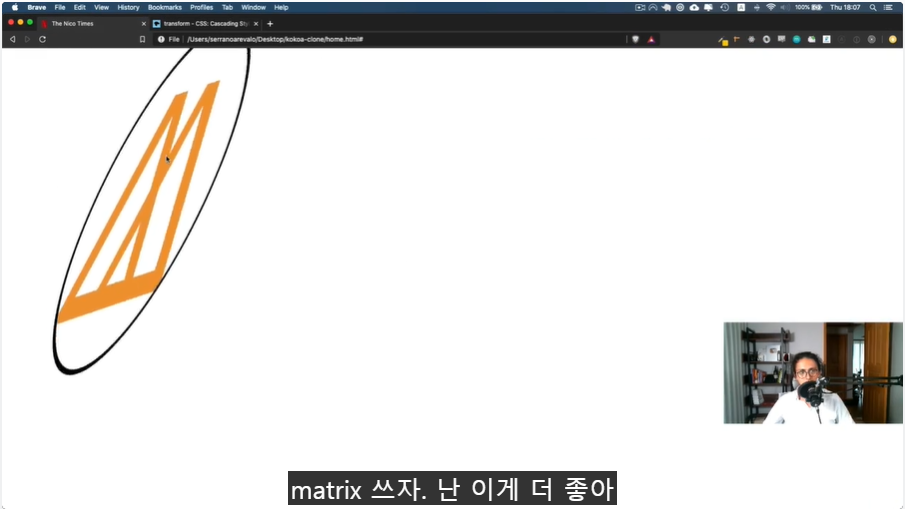 Brave File Edit View History Bookmarks Profiles Tab Window Help 100% Thu 18:07
The Nice Times transform - CSS: Cascading Sty
File /Users/serranoarevalo/Desktop/kokoa-clone/home.html#
matrix 쓰자. 난 이게 더 좋아